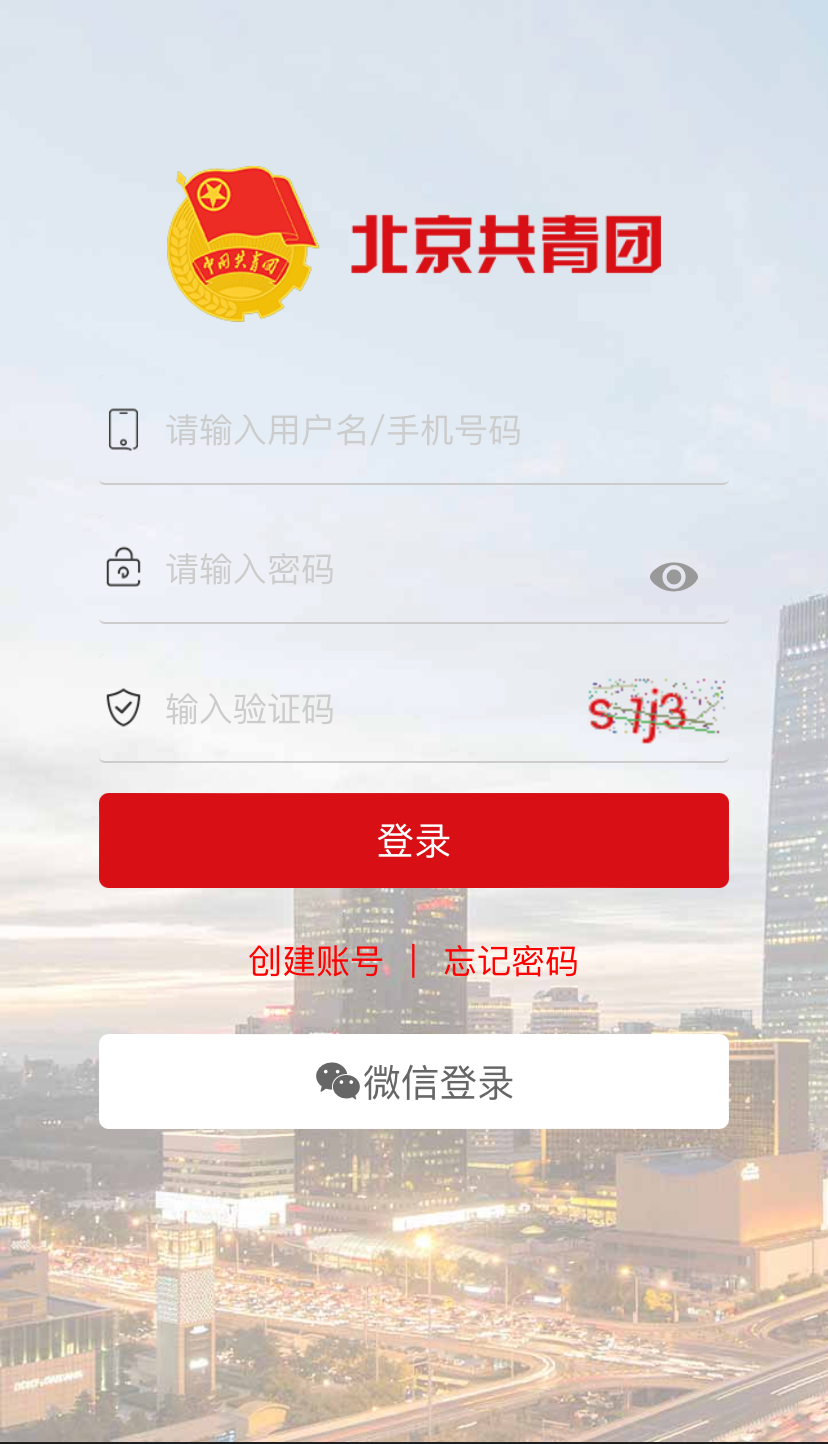 中国共青团
北京共青团
请输入用户名/手机号码
请输入密码
输入验证码
s1j3
登录
创建账号 | 忘记密码
微信登录